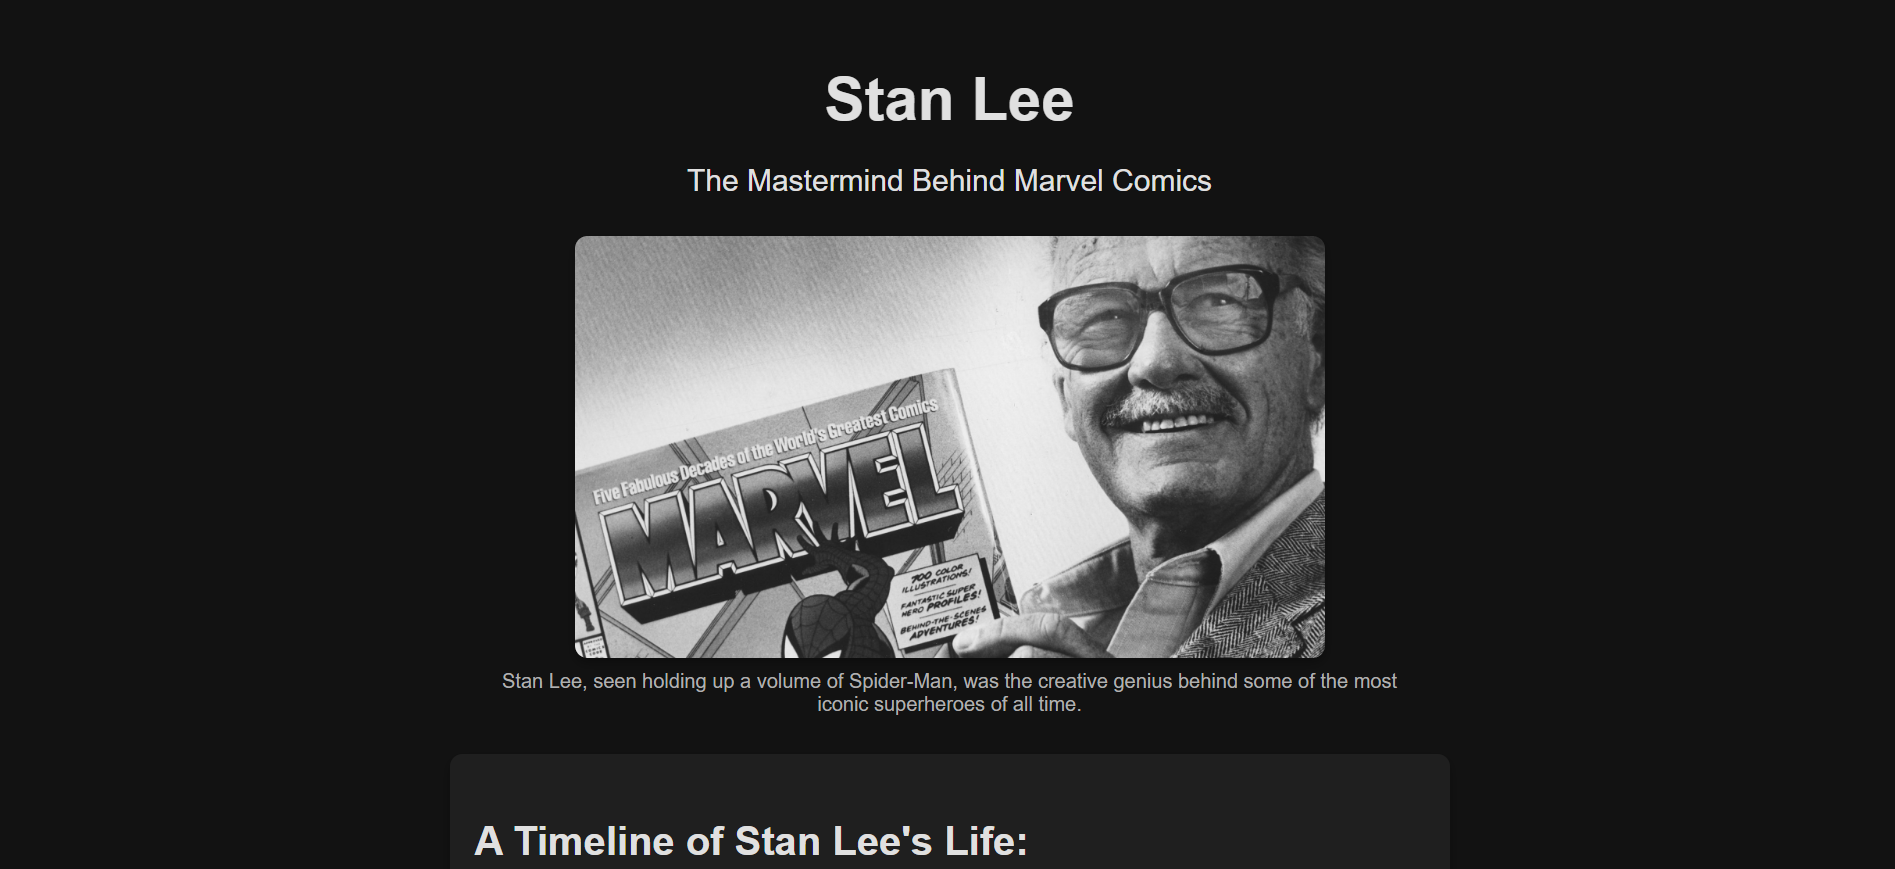 Stan Lee
The Mastermind Behind Marvel Comics
Five Fabulous Decades of the World's Greatest Comics
MARVEL
700 COLOR
ILLUSTRATIONS!
FANTASTIC SUPER
HERO PROFILES!
BEHIND-THE-SCENES
ADVENTURES!
Stan Lee, seen holding up a volume of Spider-Man, was the creative genius behind some of the most
iconic superheroes of all time.
A Timeline of Stan Lee's Life: